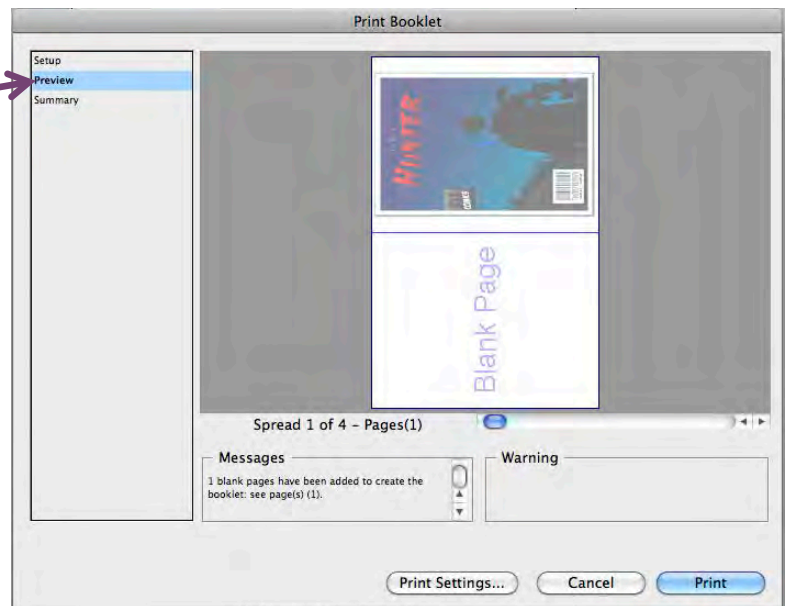 Print Booklet
Setup
Preview
Summary
HUNTER
Blank Page
Spread 1 of 4 – Pages(1)
Messages
1 blank pages have been added to create the
booklet: see page(s) (1).
Warning
Print Settings...
Cancel
Print